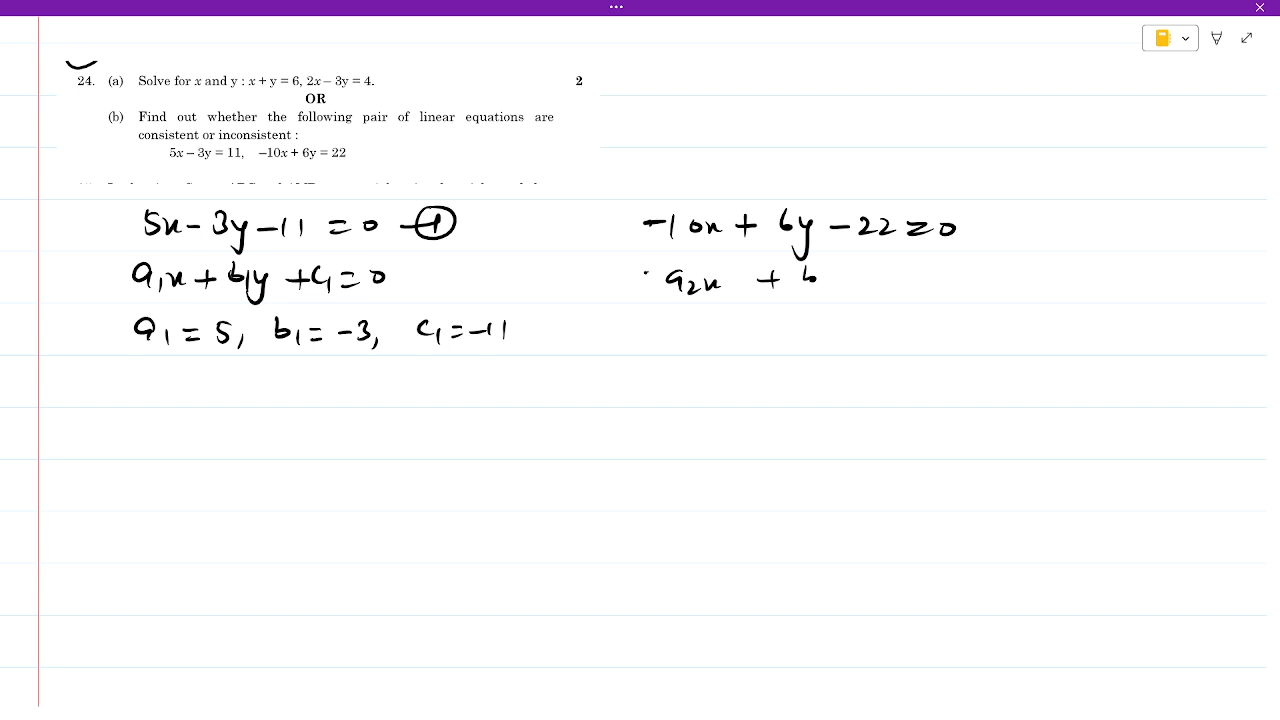 24. (a) Solve for x and y : x + y = 6, 2x – 3y = 4. 2
OR
(b) Find out whether the following pair of linear equations are
consistent or inconsistent :
5x – 3y = 11, –10x + 6y = 22
5x - 3y - 11 = 0 - 1
a₁x + b₁y + c₁ = 0
a₁ = 5, b₁ = -3, c₁ = -11
-10x + 6y - 22 = 0
a₂x + b